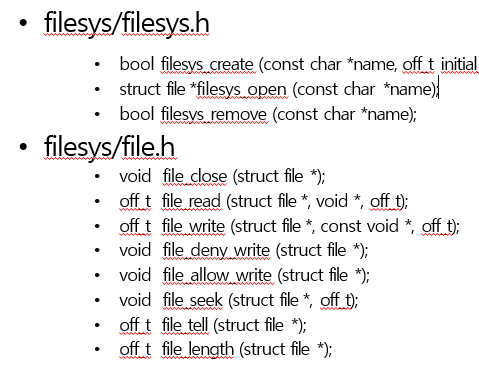 • filesys/filesys.h
• bool filesys_create (const char *name, off_t initial
• struct file *filesys_open (const char *name);
• bool filesys_remove (const char *name);
• filesys/file.h
• void file_close (struct file *);
• off_t file_read (struct file *, void *, off_t);
• off_t file_write (struct file *, const void *, off_t);
• void file_deny_write (struct file *);
• void file_allow_write (struct file *);
• void file_seek (struct file *, off_t);
• off_t file_tell (struct file *);
• off_t file_length (struct file *);